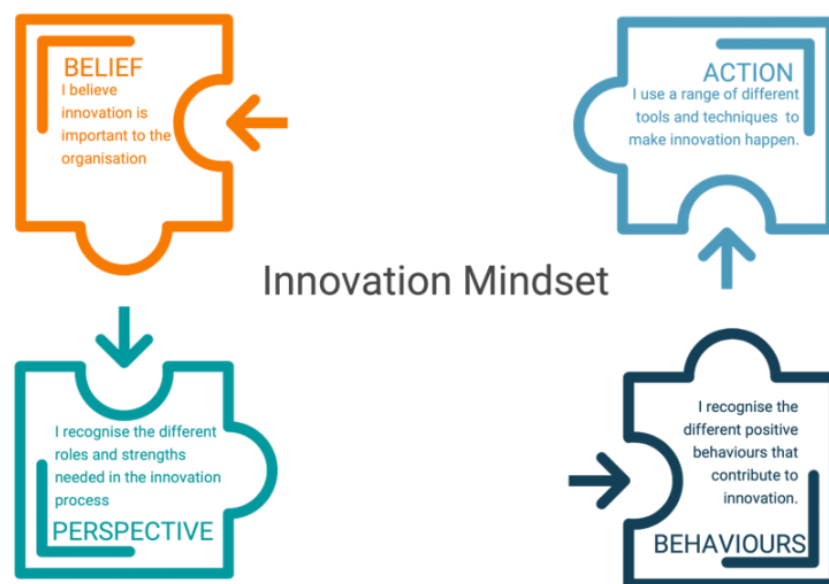 BELIEF
I believe
innovation is
important to the
organisation
ACTION
I use a range of different
tools and techniques to
make innovation happen.
Innovation Mindset
I recognise the different
roles and strengths
needed in the innovation
process
PERSPECTIVE
I recognise the
different positive
behaviours that
contribute to
innovation.
BEHAVIOURS